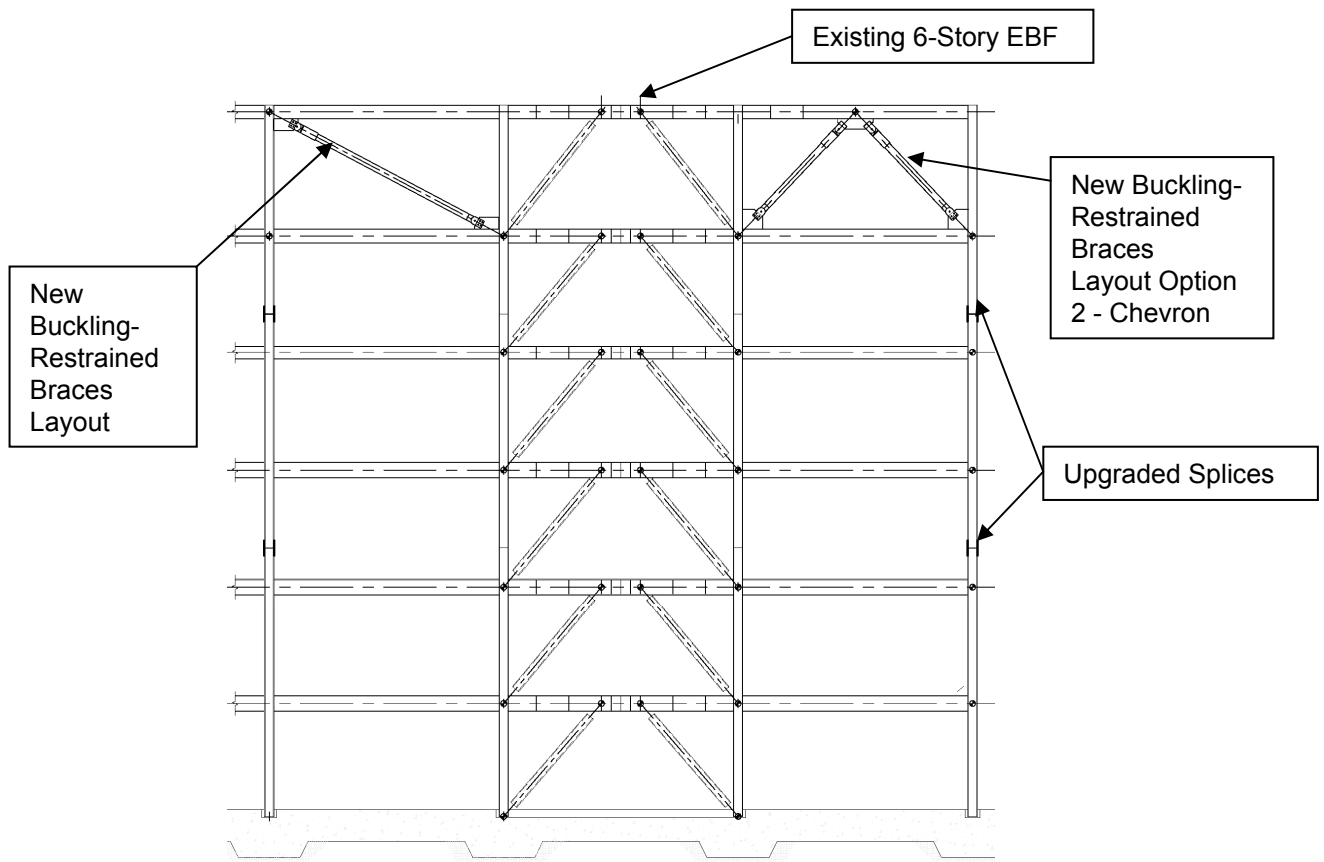 Existing 6-Story EBF
New Buckling-
Restrained
Braces
Layout Option
2 - Chevron
New
Buckling-
Restrained
Braces
Layout
Upgraded Splices